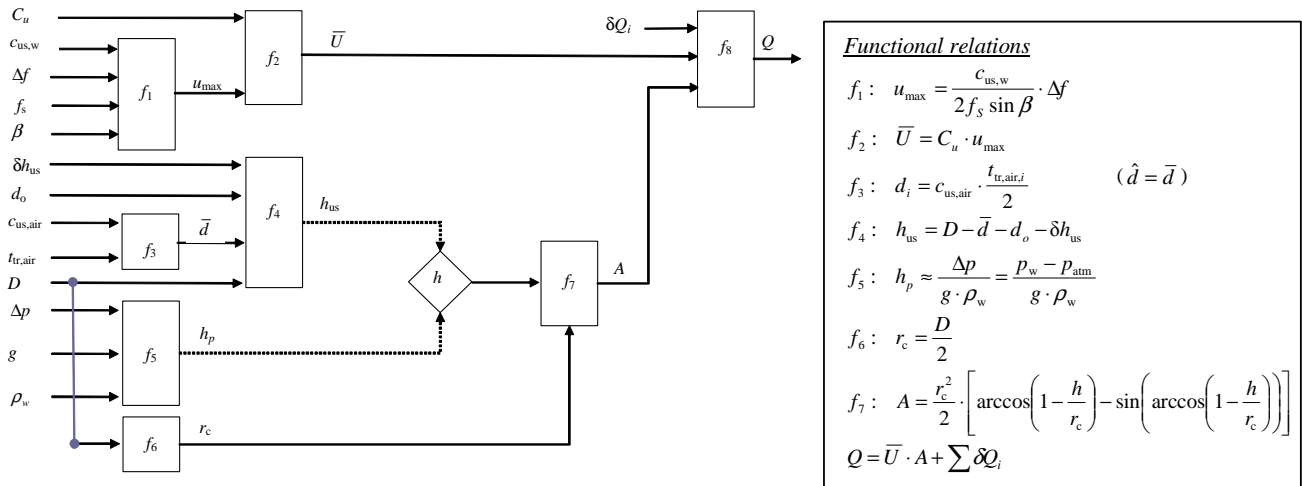 C_u
c_us,w
Δf
f_s
β
f_1
u_max
f_2
U̅
δQ_i
f_8
Q
δh_us
d_o
c_us,air
t_tr,air
f_3
d̅
f_4
h_us
D
Δp
g
ρ_w
f_5
h_p
h
f_7
A
f_6
r_c
Functional relations
f_1 : u_max = c_us,w / (2 f_S sin β) · Δf
f_2 : U̅ = C_u · u_max
f_3 : d_i = c_us,air · t_tr,air,i / 2 ( d̂ = d̅ )
f_4 : h_us = D − d̅ − d_o − δh_us
f_5 : h_p ≈ Δp / (g · ρ_w) = (p_w − p_atm) / (g · ρ_w)
f_6 : r_c = D / 2
f_7 : A = r_c^2 / 2 · [ arccos( 1 − h / r_c ) − sin( arccos( 1 − h / r_c ) ) ]
Q = U̅ · A + ∑ δQ_i